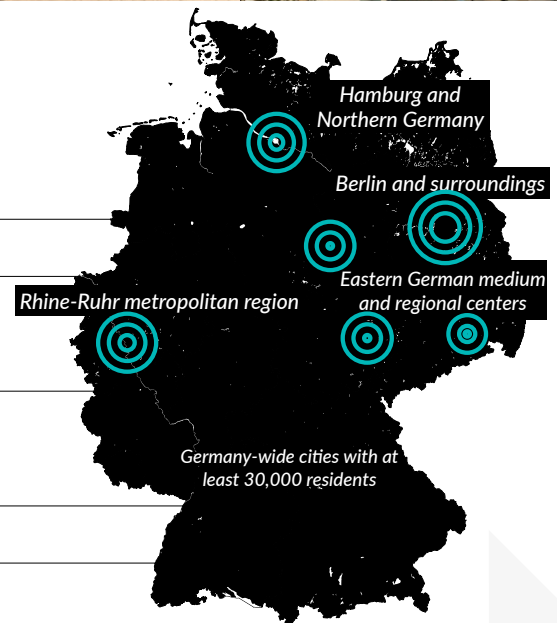 Hamburg and
Northern Germany
Berlin and surroundings
Eastern German medium
and regional centers
Rhine-Ruhr metropolitan region
Germany-wide cities with at
least 30,000 residents